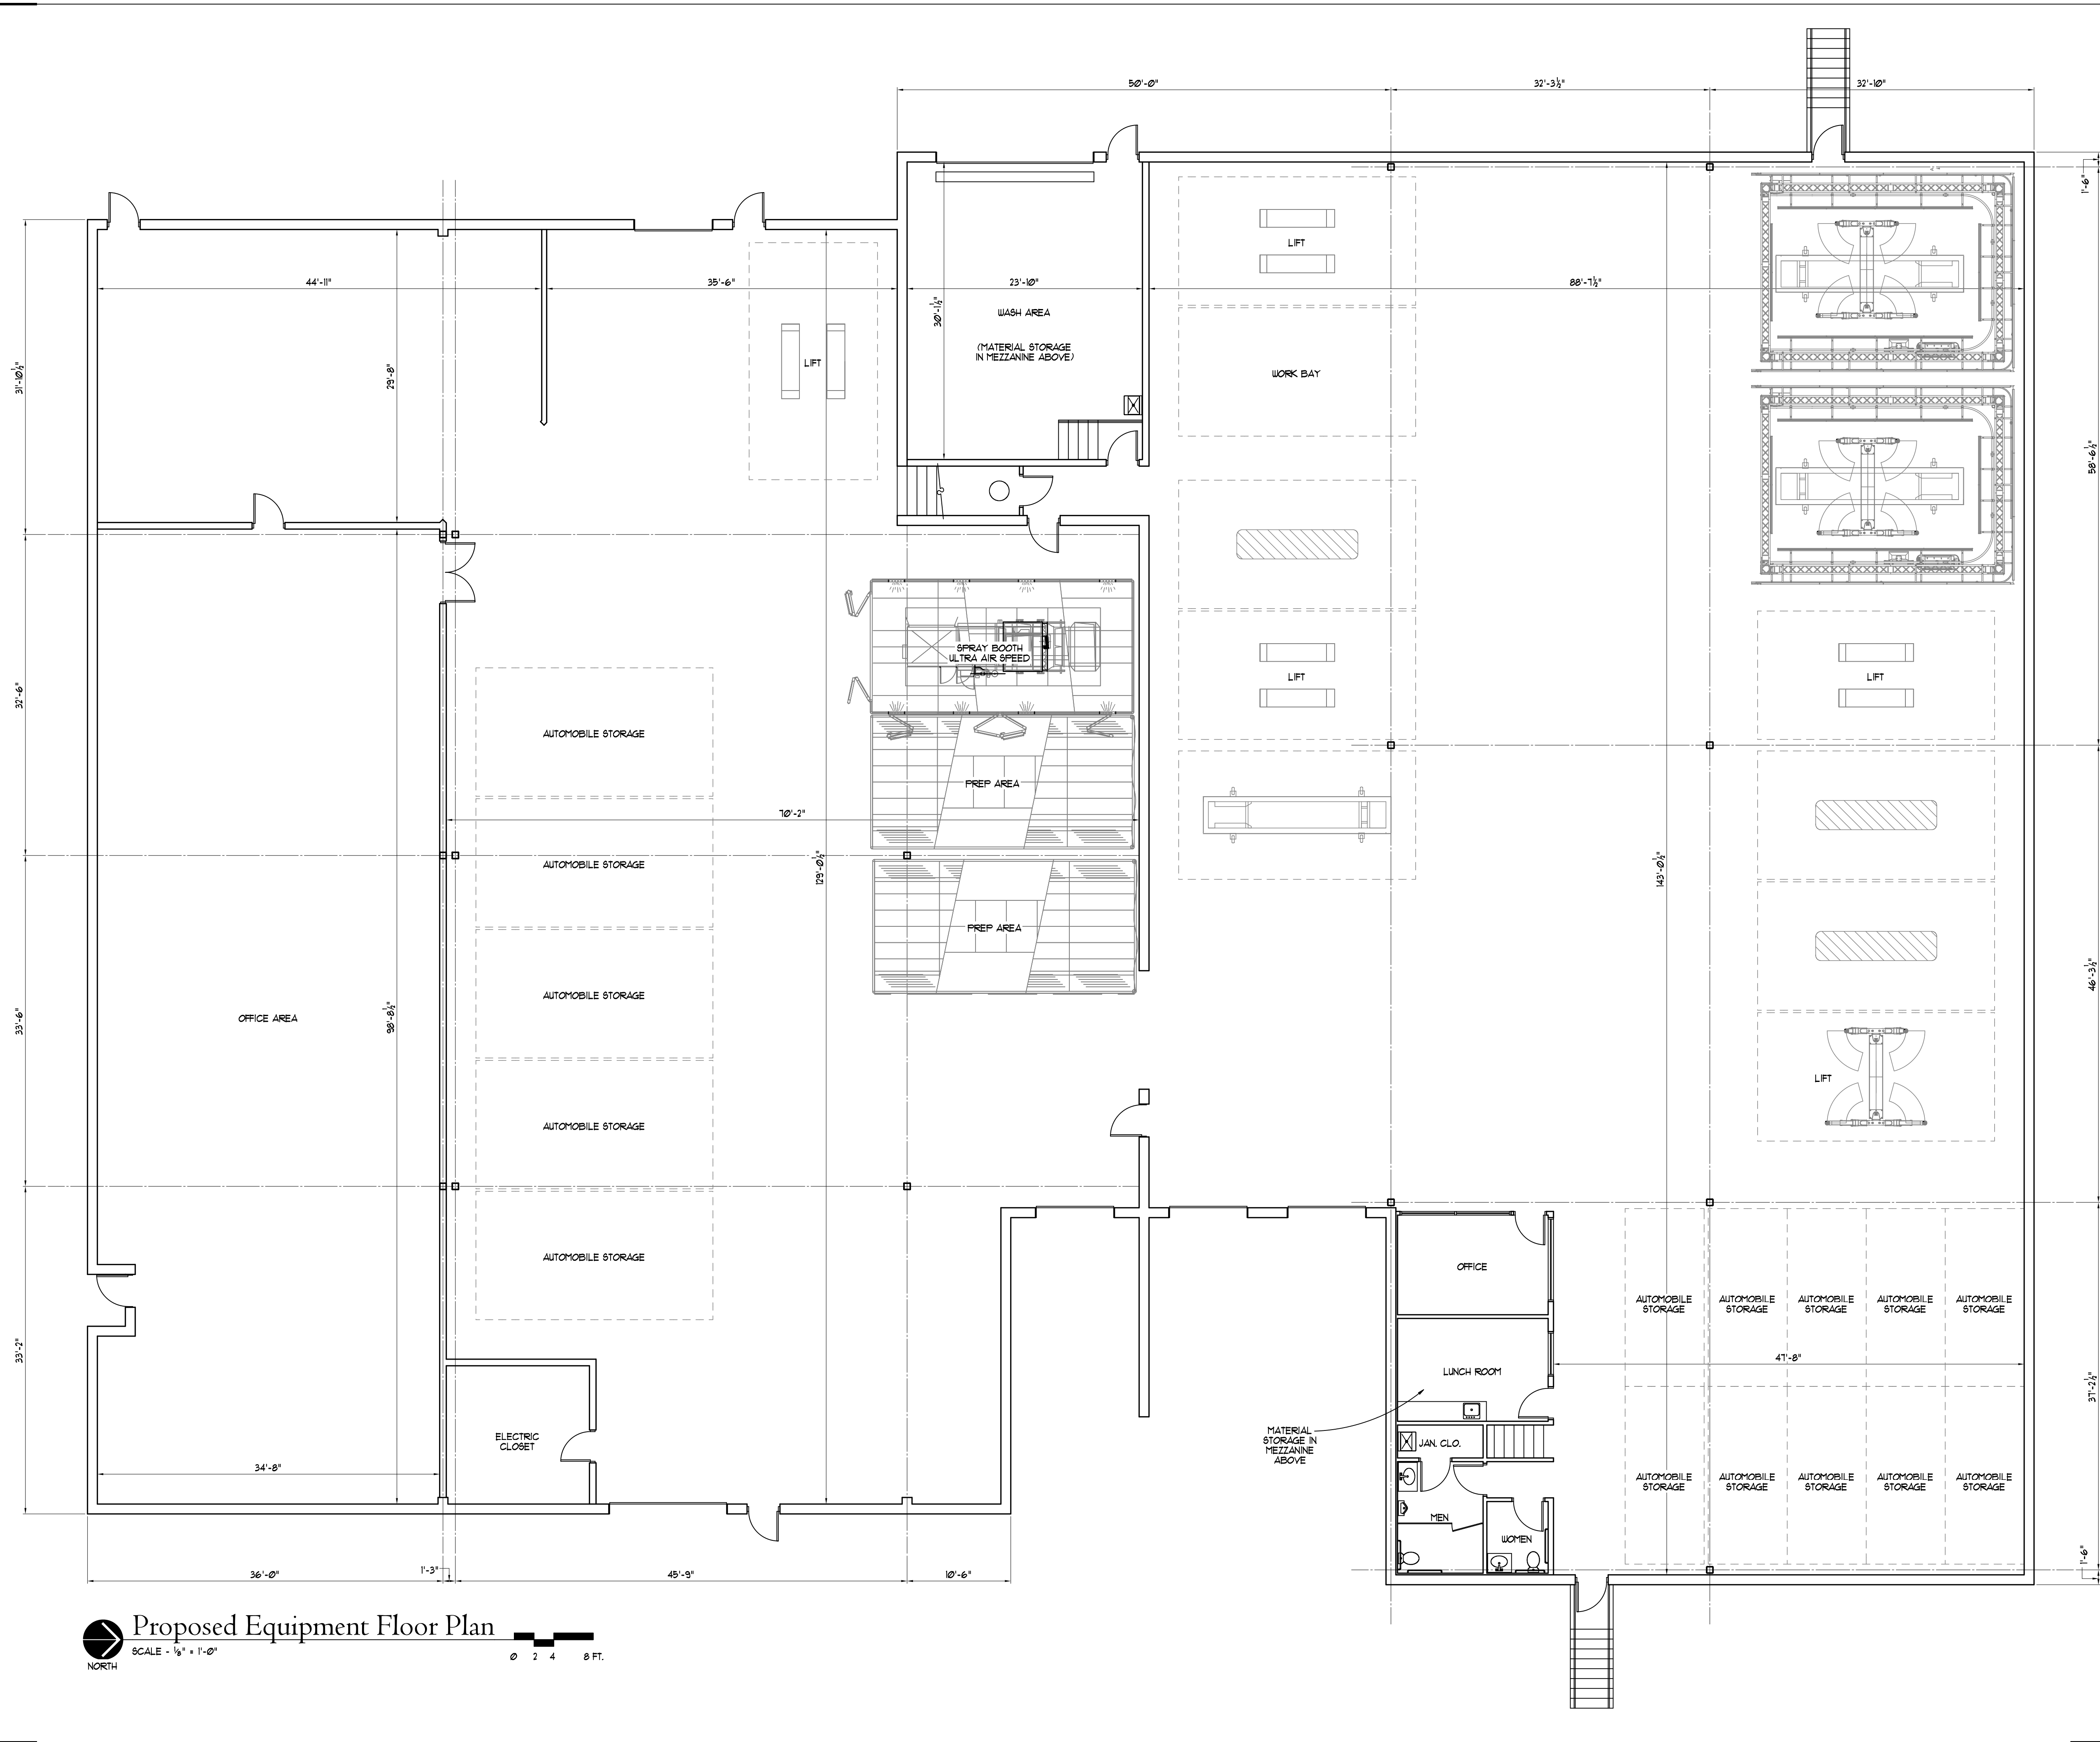 50'-0"
32'-3½"
32'-10"
1'-6"
44'-11"
35'-6"
23'-10"
88'-7½"
31'-10½"
29'-8"
30'-1½"
LIFT
LIFT
WASH AREA
(MATERIAL STORAGE
IN MEZZANINE ABOVE)
WORK BAY
58'-6½"
SPRAY BOOTH
ULTRA AIR SPEED
LIFT
LIFT
32'-6"
AUTOMOBILE STORAGE
PREP AREA
70'-2"
AUTOMOBILE STORAGE
129'-0½"
143'-0½"
PREP AREA
AUTOMOBILE STORAGE
OFFICE AREA
98'-8½"
33'-6"
46'-3½"
LIFT
AUTOMOBILE STORAGE
AUTOMOBILE STORAGE
OFFICE
AUTOMOBILE
STORAGE
AUTOMOBILE
STORAGE
AUTOMOBILE
STORAGE
AUTOMOBILE
STORAGE
AUTOMOBILE
STORAGE
33'-2"
47'-8"
37'-2½"
LUNCH ROOM
ELECTRIC
CLOSET
MATERIAL
STORAGE IN
MEZZANINE
ABOVE
JAN. CLO.
34'-8"
AUTOMOBILE
STORAGE
AUTOMOBILE
STORAGE
AUTOMOBILE
STORAGE
AUTOMOBILE
STORAGE
AUTOMOBILE
STORAGE
MEN
WOMEN
36'-0"
1'-3"
45'-9"
10'-6"
1'-6"
Proposed Equipment Floor Plan
SCALE - ⅛" = 1'-0"
NORTH
0 2 4 8 FT.